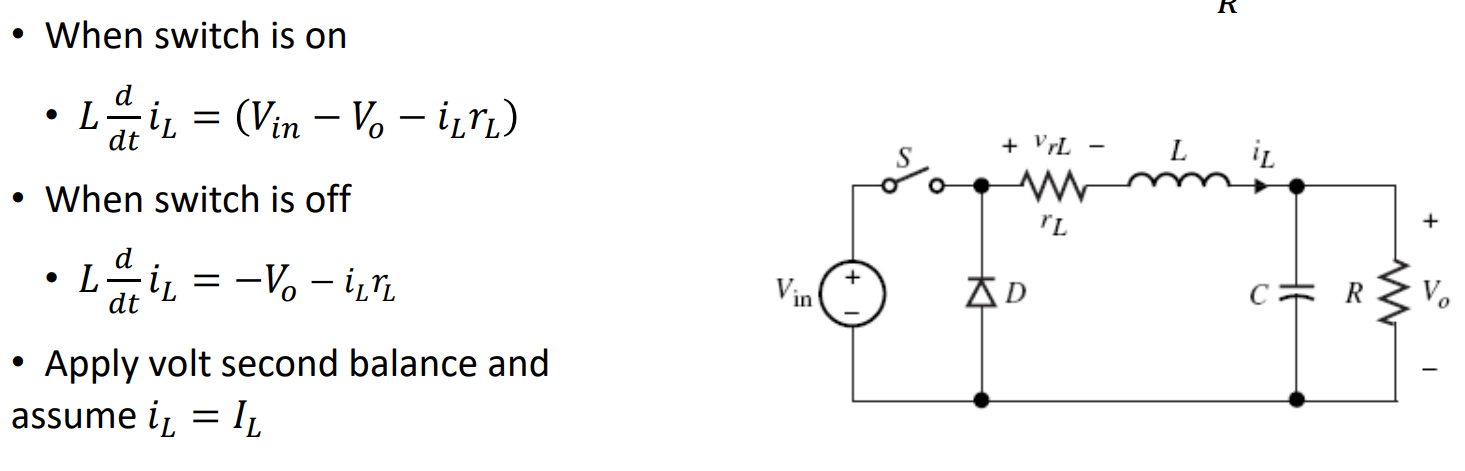 R
• When switch is on
• L d/dt i_L = (V_in − V_o − i_L r_L)
• When switch is off
• L d/dt i_L = −V_o − i_L r_L
• Apply volt second balance and
assume i_L = I_L
S
+ v_rL −
L
i_L
r_L
V_in
+
−
D
C
R
+
V_o
−